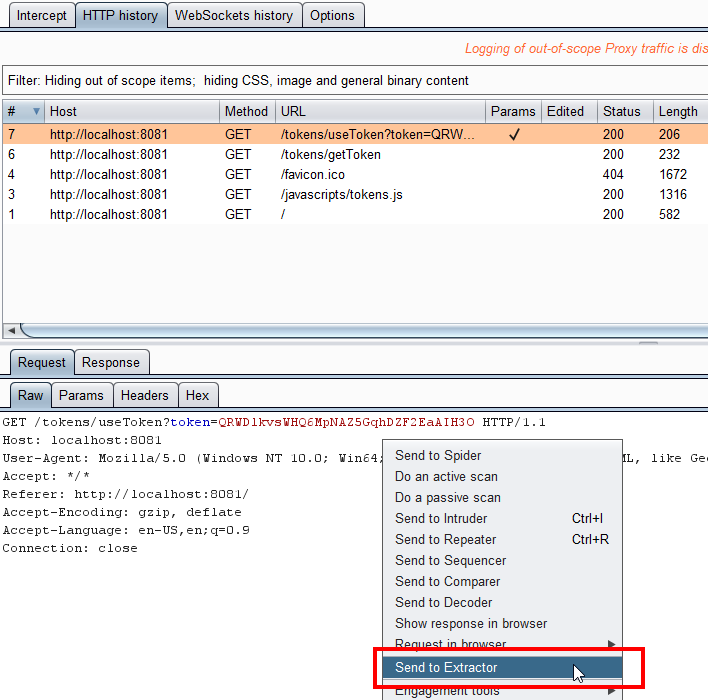 Intercept HTTP history WebSockets history Options
Logging of out-of-scope Proxy traffic is dis
Filter: Hiding out of scope items; hiding CSS, image and general binary content
# Host Method URL Params Edited Status Length
7 http://localhost:8081 GET /tokens/useToken?token=QRW... ✓ 200 206
6 http://localhost:8081 GET /tokens/getToken 200 232
4 http://localhost:8081 GET /favicon.ico 404 1672
3 http://localhost:8081 GET /javascripts/tokens.js 200 1316
1 http://localhost:8081 GET / 200 582
Request Response
Raw Params Headers Hex
GET /tokens/useToken?token=QRWDlkvsWHQ6MpNAZ5GqhDZF2EaAIH3O HTTP/1.1
Host: localhost:8081
User-Agent: Mozilla/5.0 (Windows NT 10.0; Win64; ML, like Gec
Accept: */*
Referer: http://localhost:8081/
Accept-Encoding: gzip, deflate
Accept-Language: en-US,en;q=0.9
Connection: close
Send to Spider
Do an active scan
Do a passive scan
Send to Intruder Ctrl+I
Send to Repeater Ctrl+R
Send to Sequencer
Send to Comparer
Send to Decoder
Show response in browser
Request in browser
Send to Extractor
Engagement tools